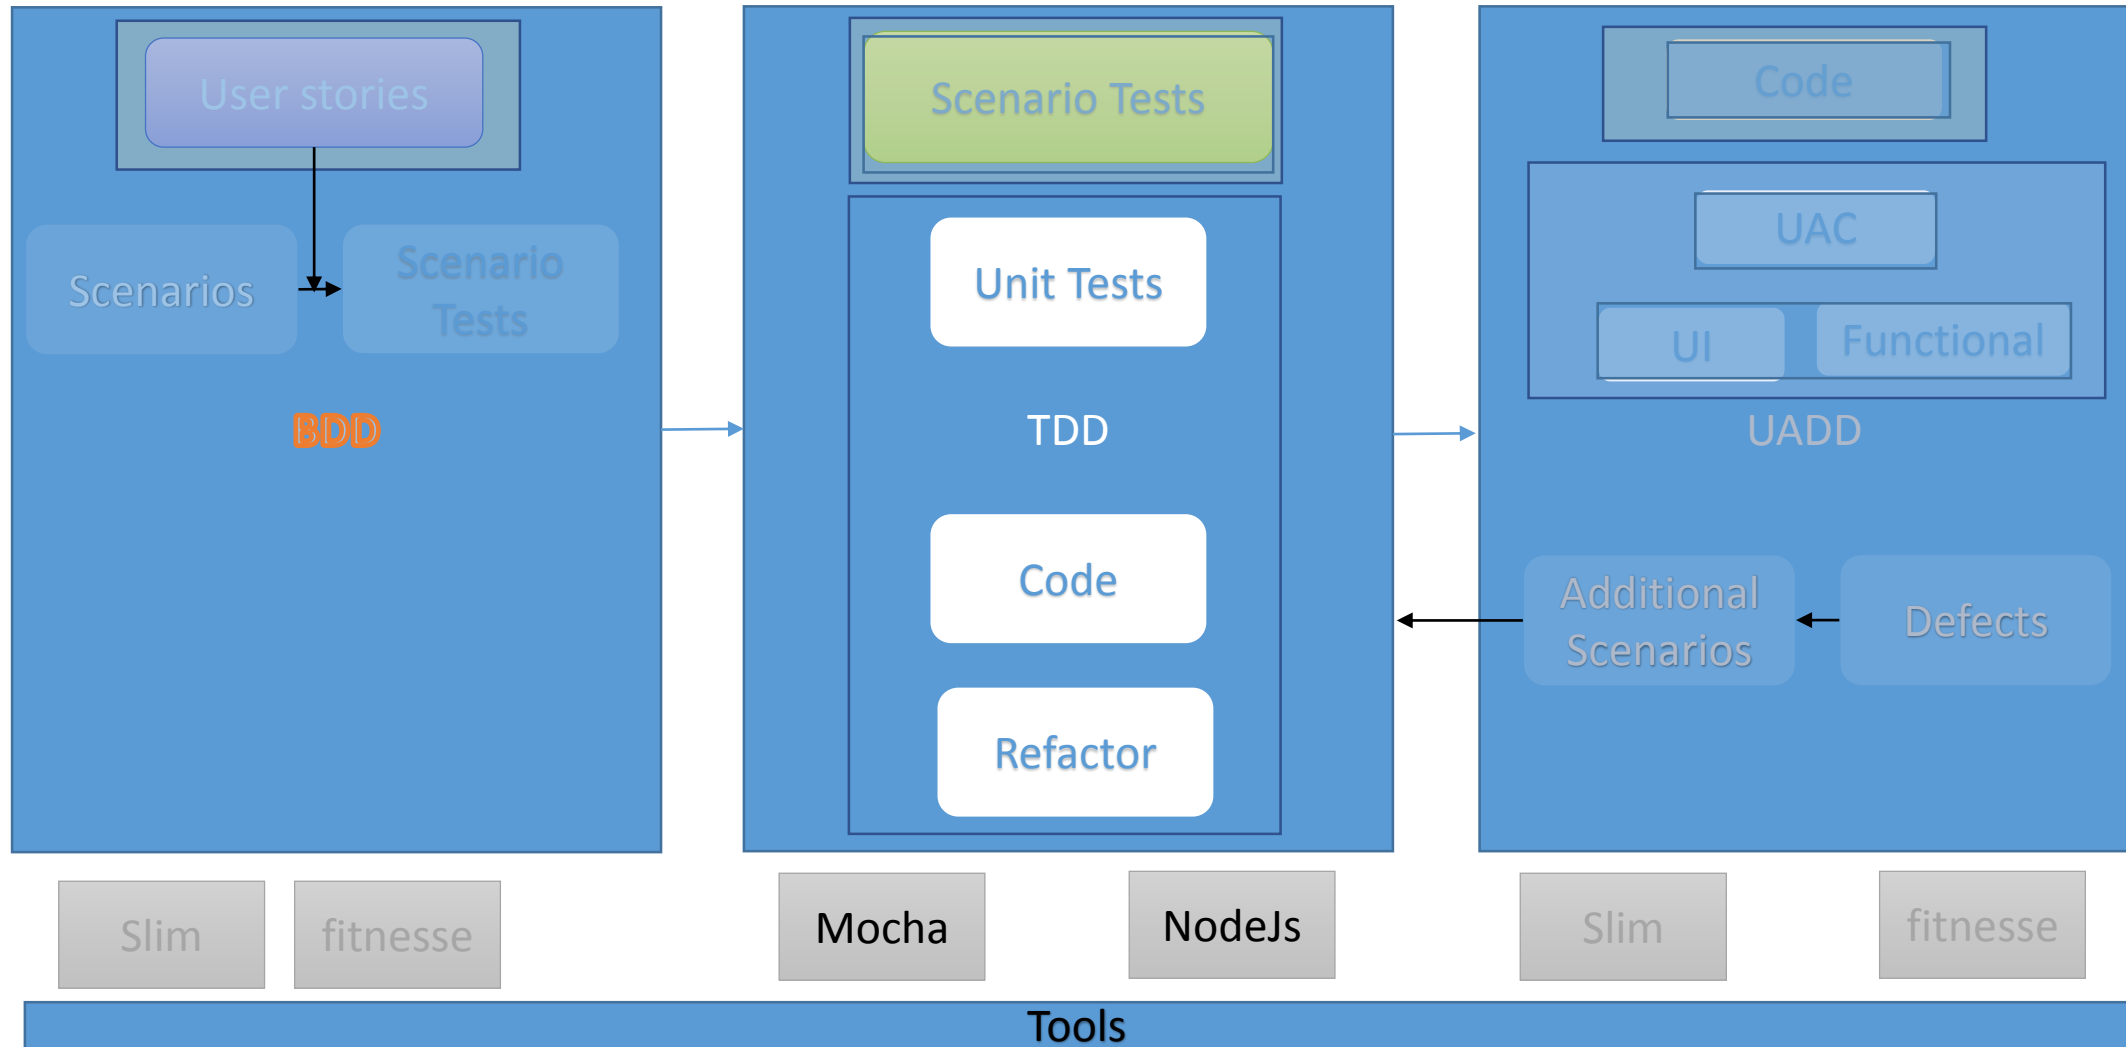 User stories
Scenarios
Scenario
Tests
BDD
Scenario Tests
Unit Tests
TDD
Code
Refactor
Code
UAC
UI
Functional
UADD
Additional
Scenarios
Defects
Slim
fitnesse
Mocha
NodeJs
Slim
fitnesse
Tools